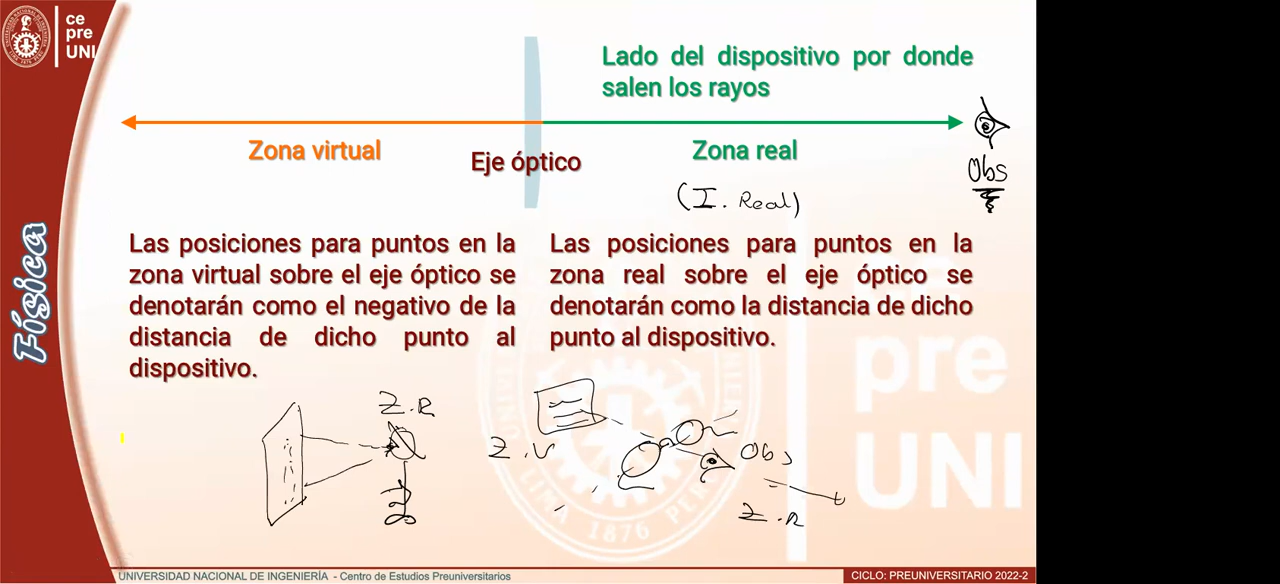 ce
pre
UNI
Lado del dispositivo por donde
salen los rayos
Zona virtual
Eje óptico
Zona real
Obs
(I. Real)
Las posiciones para puntos en la
zona virtual sobre el eje óptico se
denotarán como el negativo de la
distancia de dicho punto al
dispositivo.
Las posiciones para puntos en la
zona real sobre el eje óptico se
denotarán como la distancia de dicho
punto al dispositivo.
Física
Z.R
Z.V
Obs
Z.R
pre
UNI
1876
UNIVERSIDAD NACIONAL DE INGENIERÍA - Centro de Estudios Preuniversitarios
CICLO: PREUNIVERSITARIO 2022-2